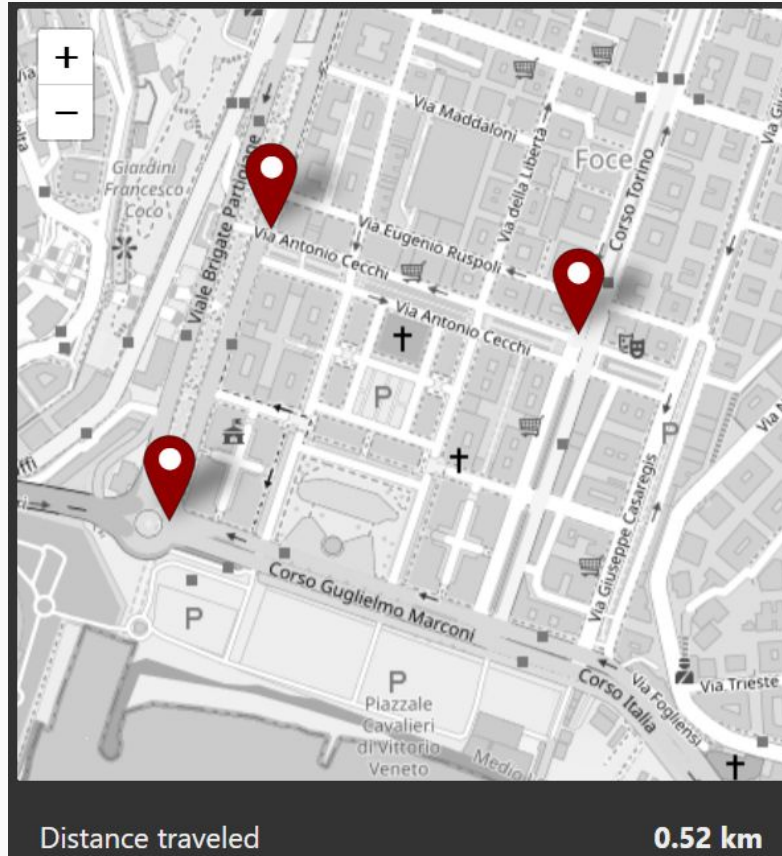 +
−
Via Maddaloni
Giardini
Francesco
Coco
Foce
Via della Libertà
Corso Torino
Viale Brigate Partigiane
Via Eugenio Ruspoli
Via Antonio Cecchi
Via Antonio Cecchi
P
P
Via Giuseppe Casaregis
Corso Guglielmo Marconi
P
P
Piazzale
Cavalieri
di Vittorio
Veneto
Corso Italia
Via Fogliensi
Via Trieste
Distance traveled 0.52 km